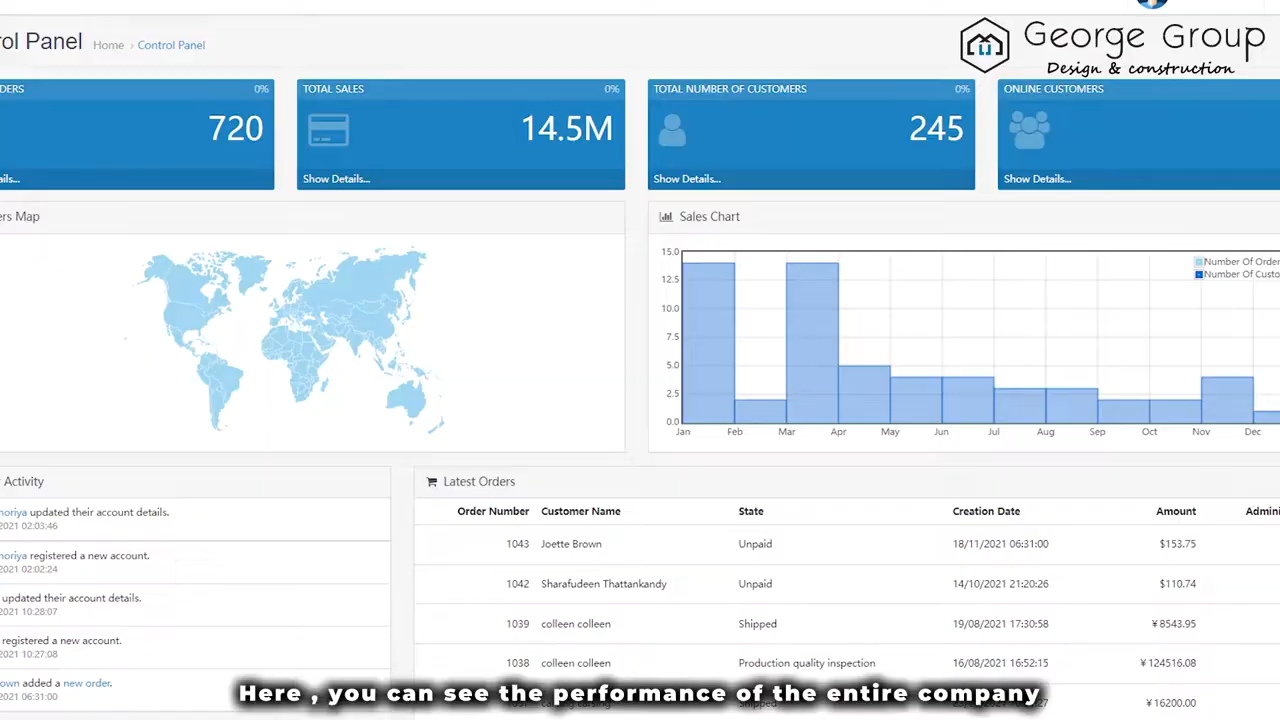 rol Panel Home › Control Panel
George Group
Design & construction
DERS 0%
720
ails...
TOTAL SALES 0%
14.5M
Show Details...
TOTAL NUMBER OF CUSTOMERS 0%
245
Show Details...
ONLINE CUSTOMERS
Show Details...
ers Map
Sales Chart
15.0
12.5
10.0
7.5
5.0
2.5
0.0
Number Of Order
Number Of Custo
Jan Feb Mar Apr May Jun Jul Aug Sep Oct Nov Dec
Activity
noriya updated their account details.
2021 02:03:46
noriya registered a new account.
2021 02:02:24
updated their account details.
2021 10:28:07
registered a new account.
2021 10:27:08
own added a new order.
2021 06:31:00
Latest Orders
Order Number Customer Name State Creation Date Amount Admini
1043 Joette Brown Unpaid 18/11/2021 06:31:00 $153.75
1042 Sharafudeen Thattankandy Unpaid 14/10/2021 21:20:26 $110.74
1039 colleen colleen Shipped 19/08/2021 17:30:58 ¥8543.95
1038 colleen colleen Production quality inspection 16/08/2021 16:52:15 ¥124516.08
Shipped ¥16200.00
Here , you can see the performance of the entire company